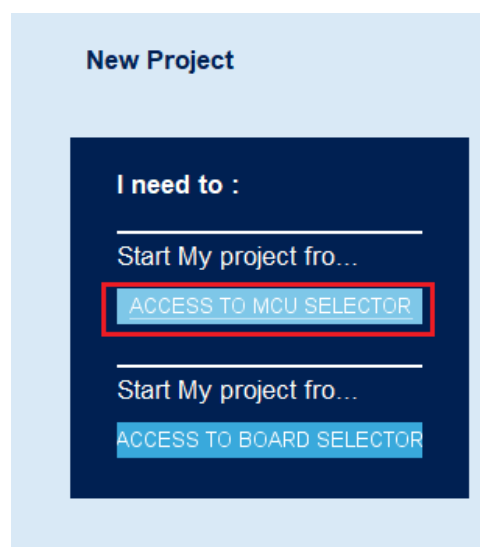 New Project
I need to :
Start My project fro...
ACCESS TO MCU SELECTOR
Start My project fro...
ACCESS TO BOARD SELECTOR